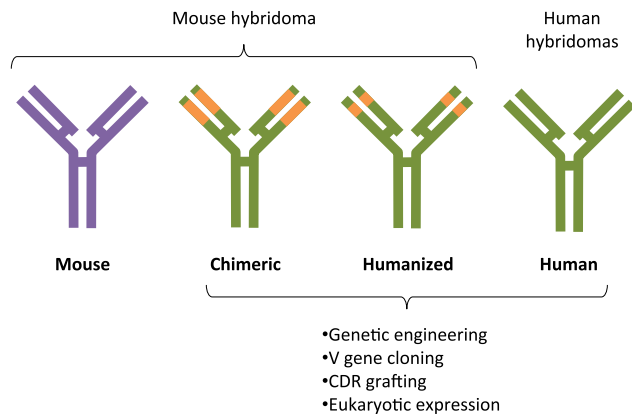 Mouse hybridoma
Human
hybridomas
Mouse
Chimeric
Humanized
Human
•Genetic engineering
•V gene cloning
•CDR grafting
•Eukaryotic expression